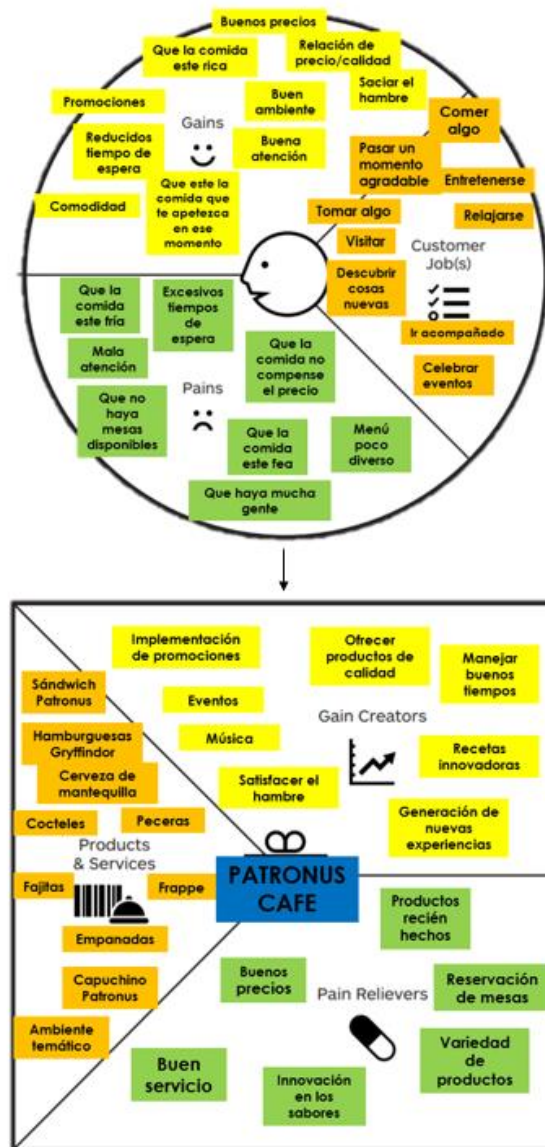 Buenos precios
Que la comida
este rica
Relación de
precio/calidad
Saciar el
hambre
Promociones
Gains
Buen
ambiente
Comer
algo
Reducidos
tiempo de
espera
Buena
atención
Pasar un
momento
agradable
Entretenerse
Comodidad
Que este la
comida que
te apetezca
en ese
momento
Tomar algo
Relajarse
Visitar
Customer
Job(s)
Descubrir
cosas
nuevas
Ir acompañado
Celebrar
eventos
Que la
comida
este fría
Excesivos
tiempos
de
espera
Mala
atención
Que la
comida no
compense
el precio
Pains
Que no
haya
mesas
disponibles
Que la
comida
este fea
Menú
poco
diverso
Que haya mucha
gente
Implementación
de promociones
Ofrecer
productos de
calidad
Manejar
buenos
tiempos
Sándwich
Patronus
Eventos
Gain Creators
Hamburguesas
Gryffindor
Música
Recetas
innovadoras
Cerveza de
mantequilla
Satisfacer el
hambre
Cocteles
Peceras
Generación de
nuevas
experiencias
Products
& Services
PATRONUS
CAFE
Fajitas
Frappe
Productos
recién
hechos
Empanadas
Buenos
precios
Pain Relievers
Reservación
de mesas
Capuchino
Patronus
Variedad
de
productos
Ambiente
temático
Buen
servicio
Innovación
en los
sabores